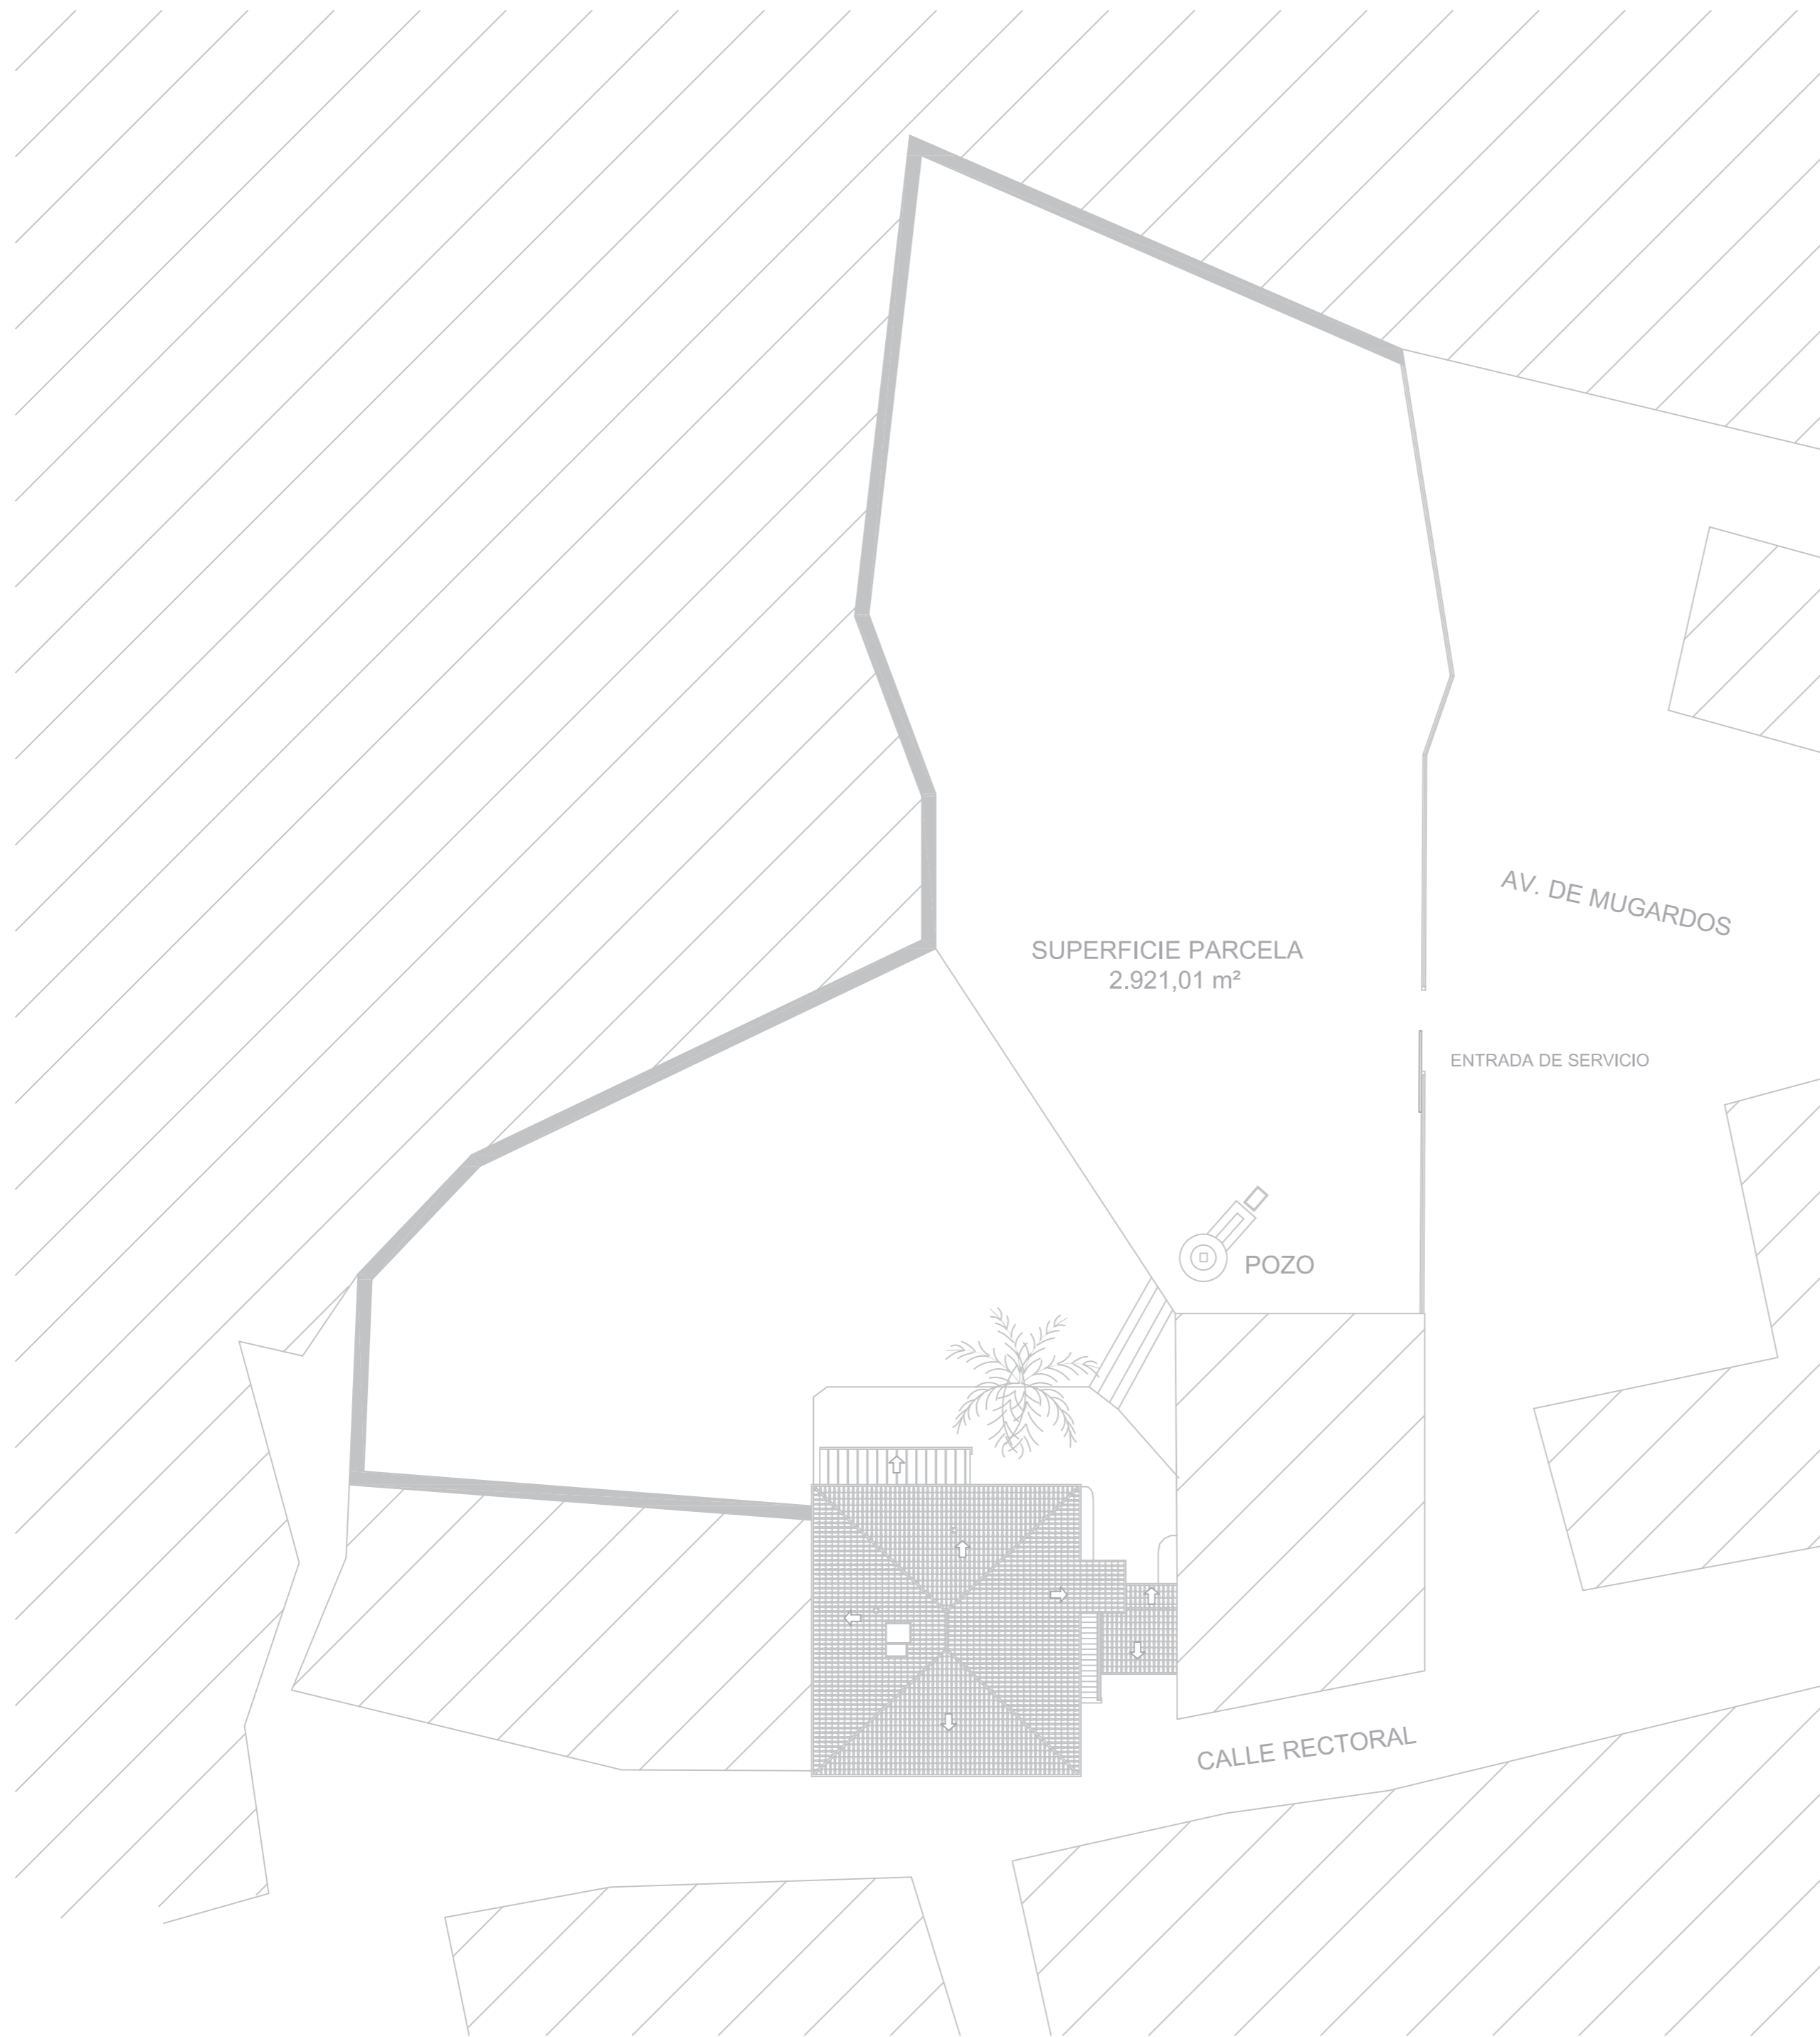 AV. DE MUGARDOS
SUPERFICIE PARCELA
2.921,01 m²
ENTRADA DE SERVICIO
POZO
CALLE RECTORAL